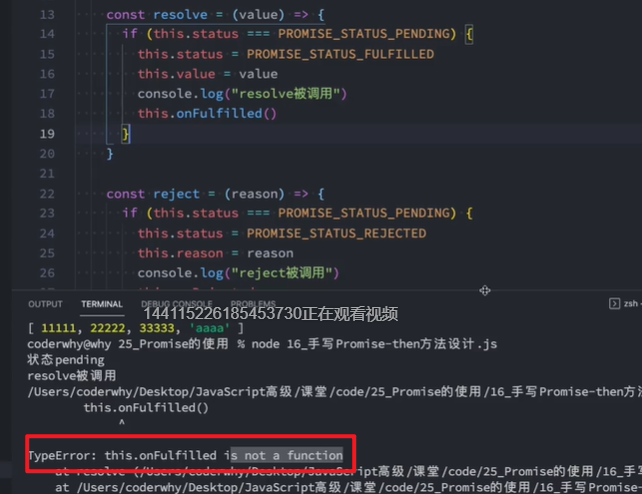 13 const resolve = (value) => {
14 if (this.status === PROMISE_STATUS_PENDING) {
15 this.status = PROMISE_STATUS_FULFILLED
16 this.value = value
17 console.log("resolve被调用")
18 this.onFulfilled()
19 }
20 }
21
22 const reject = (reason) => {
23 if (this.status === PROMISE_STATUS_PENDING) {
24 this.status = PROMISE_STATUS_REJECTED
25 this.reason = reason
26 console.log("reject被调用")
OUTPUT TERMINAL DEBUG CONSOLE PROBLEMS zsh
144115226185453730正在观看视频
[ 11111, 22222, 33333, 'aaaa' ]
coderwhy@why 25_Promise的使用 % node 16_手写Promise-then方法设计.js
状态pending
resolve被调用
/Users/coderwhy/Desktop/JavaScript高级/课堂/code/25_Promise的使用/16_手写Promise-then方
this.onFulfilled()
^
TypeError: this.onFulfilled is not a function
at resolve (/Users/coderwhy/Desktop/JavaScript高级/课堂/code/25_Promise的使用/16
at /Users/coderwhy/Desktop/JavaScript高级/课堂/code/25_Promise的使用/16_手写